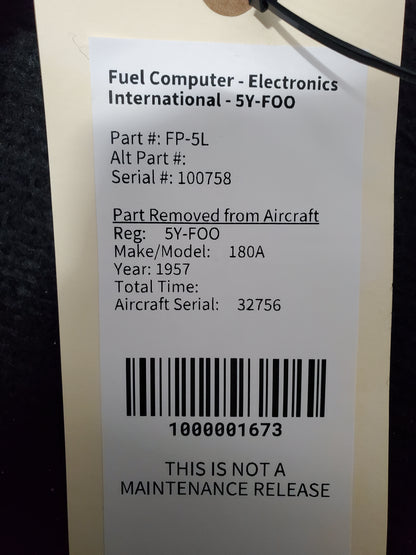 Fuel Computer - Electronics
International - 5Y-FOO
Part #: FP-5L
Alt Part #:
Serial #: 100758
Part Removed from Aircraft
Reg: 5Y-FOO
Make/Model: 180A
Year: 1957
Total Time:
Aircraft Serial: 32756
1000001673
THIS IS NOT A
MAINTENANCE RELEASE